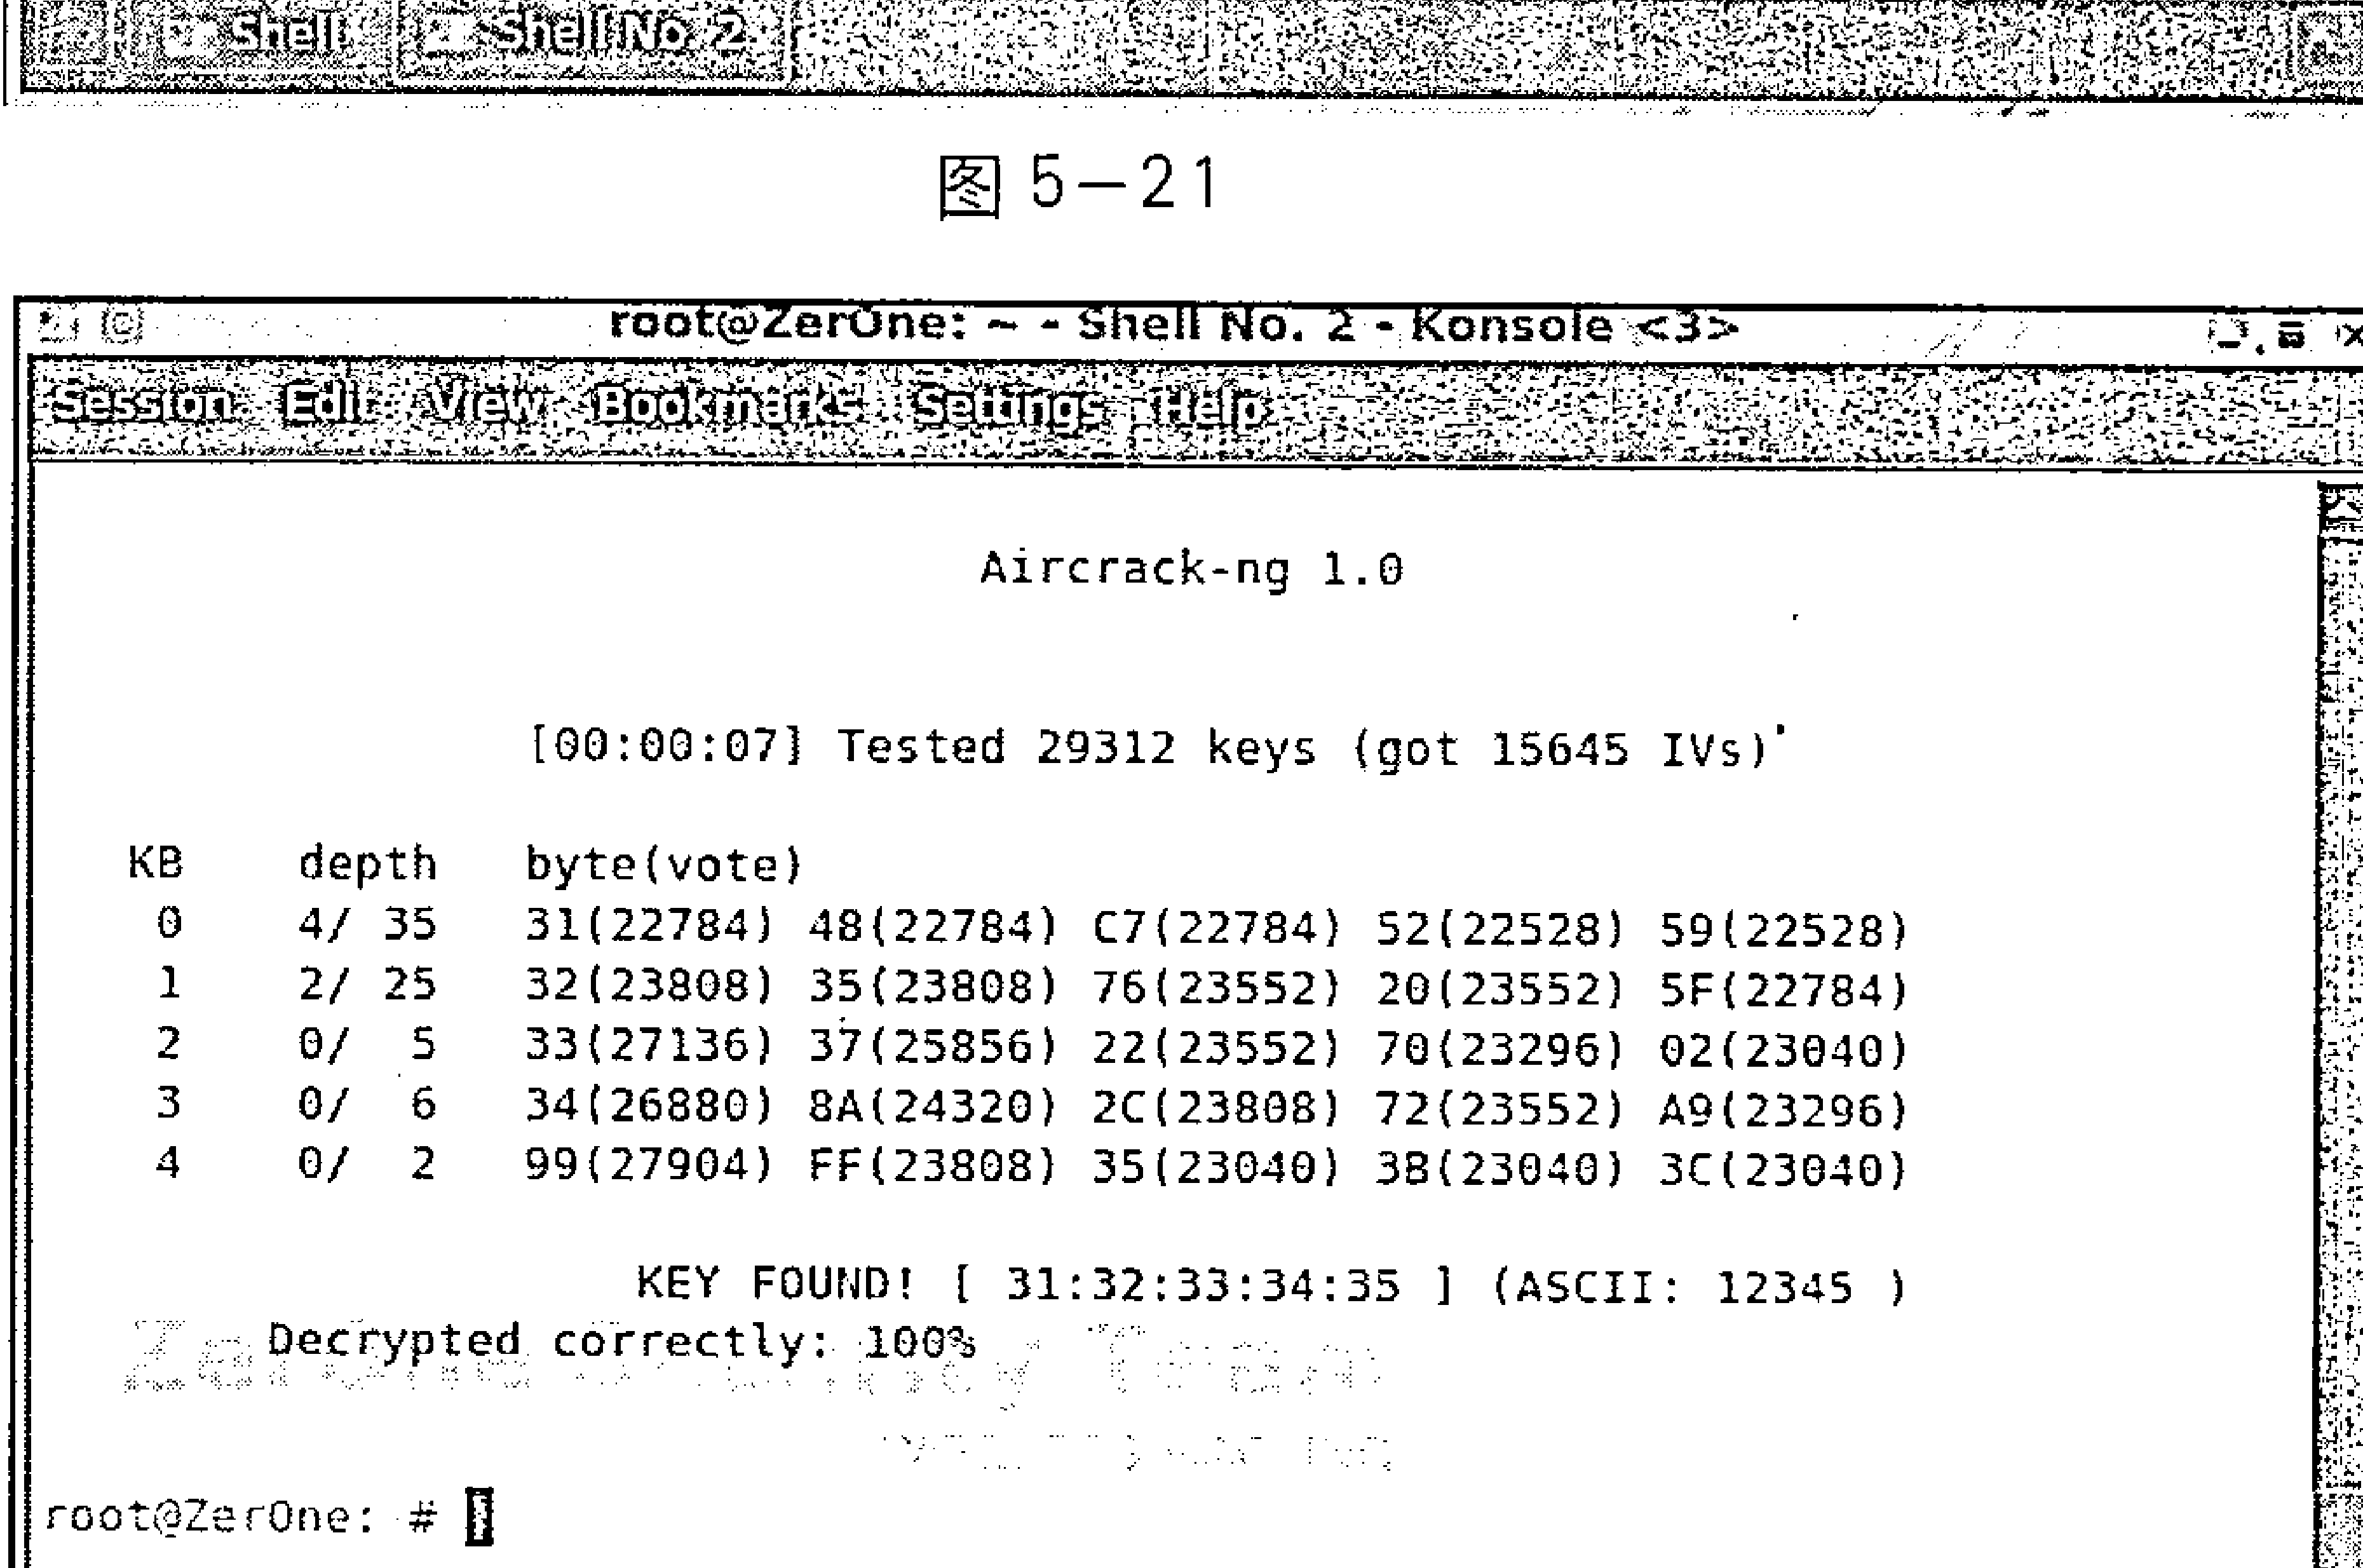 Shell Shell No. 2
图 5-21
root@ZerOne: ~ - Shell No. 2 - Konsole <3>
Session Edit View Bookmarks Settings Help
Aircrack-ng 1.0
[00:00:07] Tested 29312 keys (got 15645 IVs)
KB depth byte(vote)
0 4/ 35 31(22784) 48(22784) C7(22784) 52(22528) 59(22528)
1 2/ 25 32(23808) 35(23808) 76(23552) 20(23552) 5F(22784)
2 0/ 5 33(27136) 37(25856) 22(23552) 70(23296) 02(23040)
3 0/ 6 34(26880) 8A(24320) 2C(23808) 72(23552) A9(23296)
4 0/ 2 99(27904) FF(23808) 35(23040) 3B(23040) 3C(23040)
KEY FOUND! [ 31:32:33:34:35 ] (ASCII: 12345 )
Decrypted correctly: 100%
root@ZerOne: #